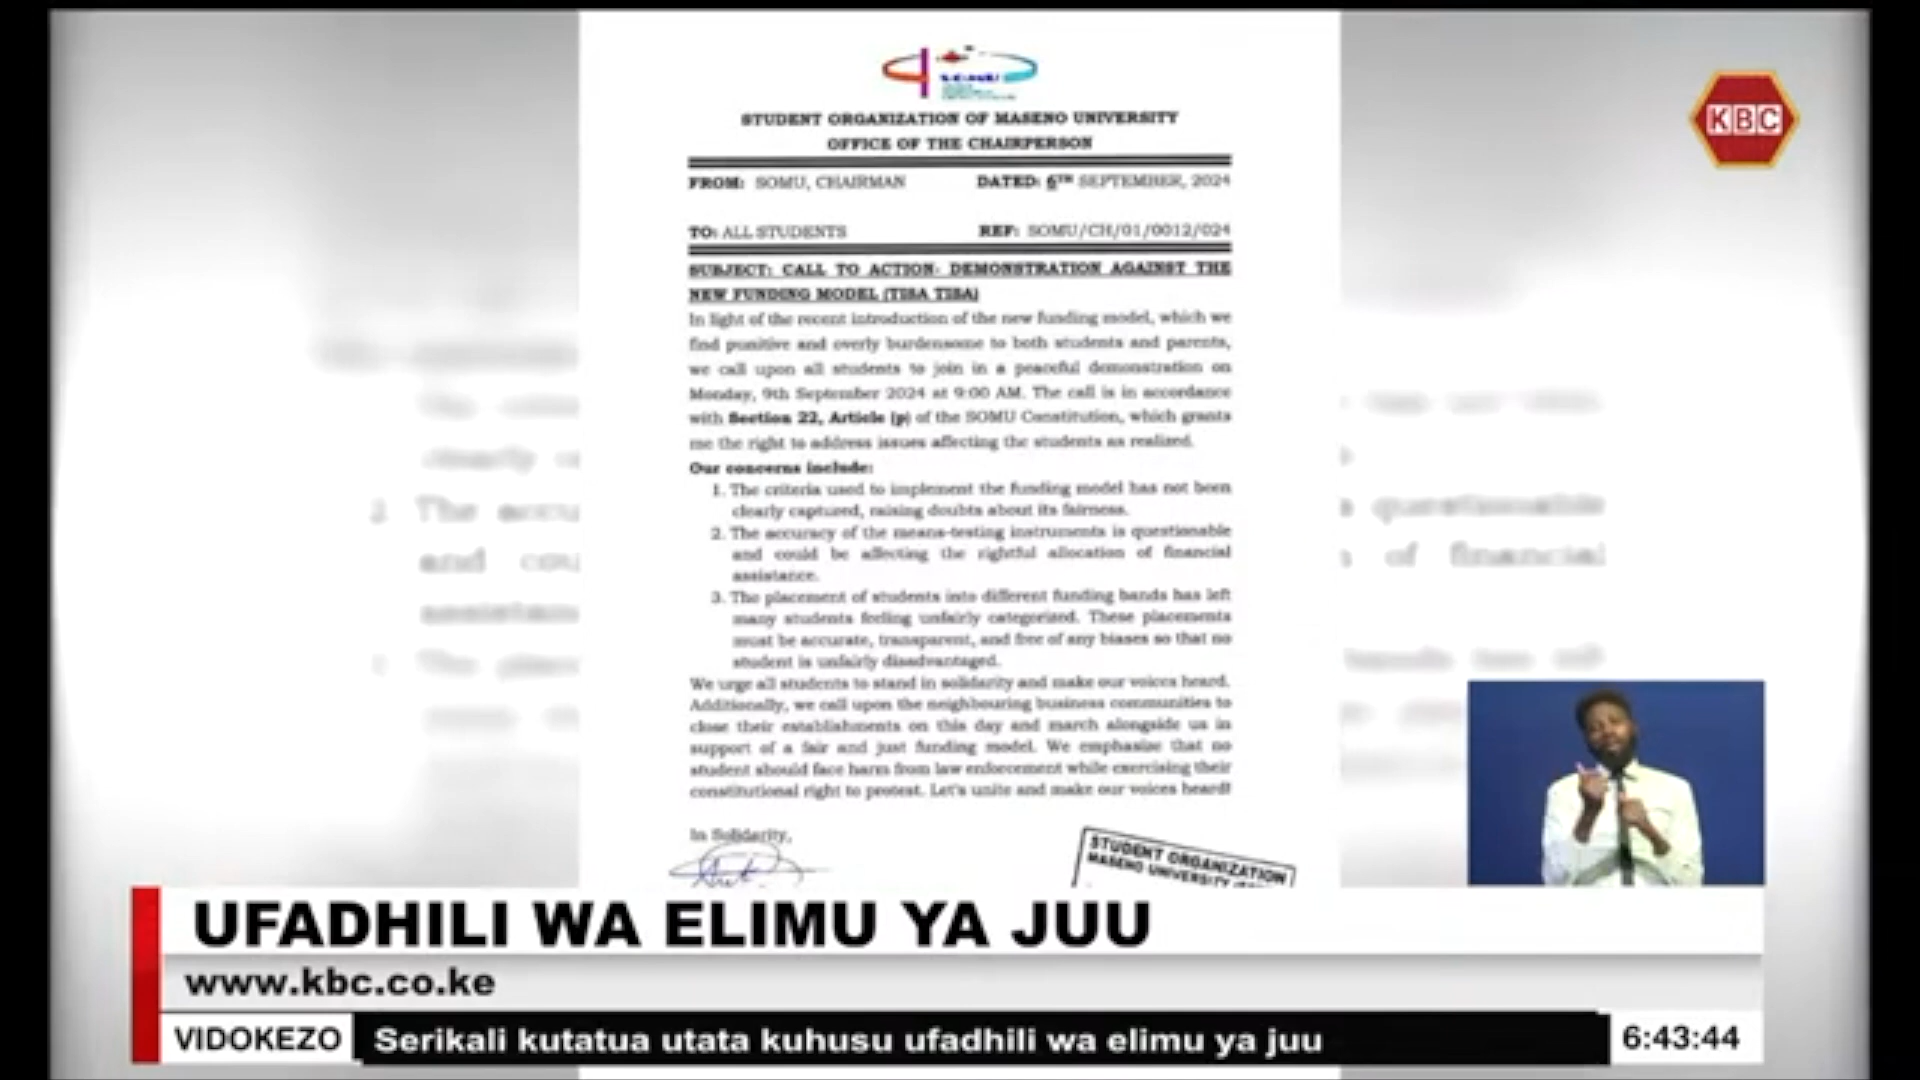 SOMU
KBC
STUDENT ORGANIZATION OF MASENO UNIVERSITY
OFFICE OF THE CHAIRPERSON
FROM: SOMU, CHAIRMAN DATED: 6TH SEPTEMBER, 2024
TO: ALL STUDENTS REF: SOMU/CH/01/0012/024
SUBJECT: CALL TO ACTION- DEMONSTRATION AGAINST THE
NEW FUNDING MODEL (TISA TISA)
In light of the recent introduction of the new funding model, which we
find punitive and overly burdensome to both students and parents,
we call upon all students to join in a peaceful demonstration on
Monday, 9th September 2024 at 9:00 AM. The call is in accordance
with Section 22, Article (p) of the SOMU Constitution, which grants
me the right to address issues affecting the students as realized.
Our concerns include:
1. The criteria used to implement the funding model has not been
clearly captured, raising doubts about its fairness.
2. The accuracy of the means-testing instruments is questionable
and could be affecting the rightful allocation of financial
assistance.
3. The placement of students into different funding bands has left
many students feeling unfairly categorized. These placements
must be accurate, transparent, and free of any biases so that no
student is unfairly disadvantaged.
We urge all students to stand in solidarity and make our voices heard.
Additionally, we call upon the neighbouring business communities to
close their establishments on this day and march alongside us in
support of a fair and just funding model. We emphasize that no
student should face harm from law enforcement while exercising their
constitutional right to protest. Let's unite and make our voices heard!
In Solidarity,
STUDENT ORGANIZATION
MASENO UNIVERSITY
UFADHILI WA ELIMU YA JUU
www.kbc.co.ke
VIDOKEZO Serikali kutatua utata kuhusu ufadhili wa elimu ya juu 6:43:44